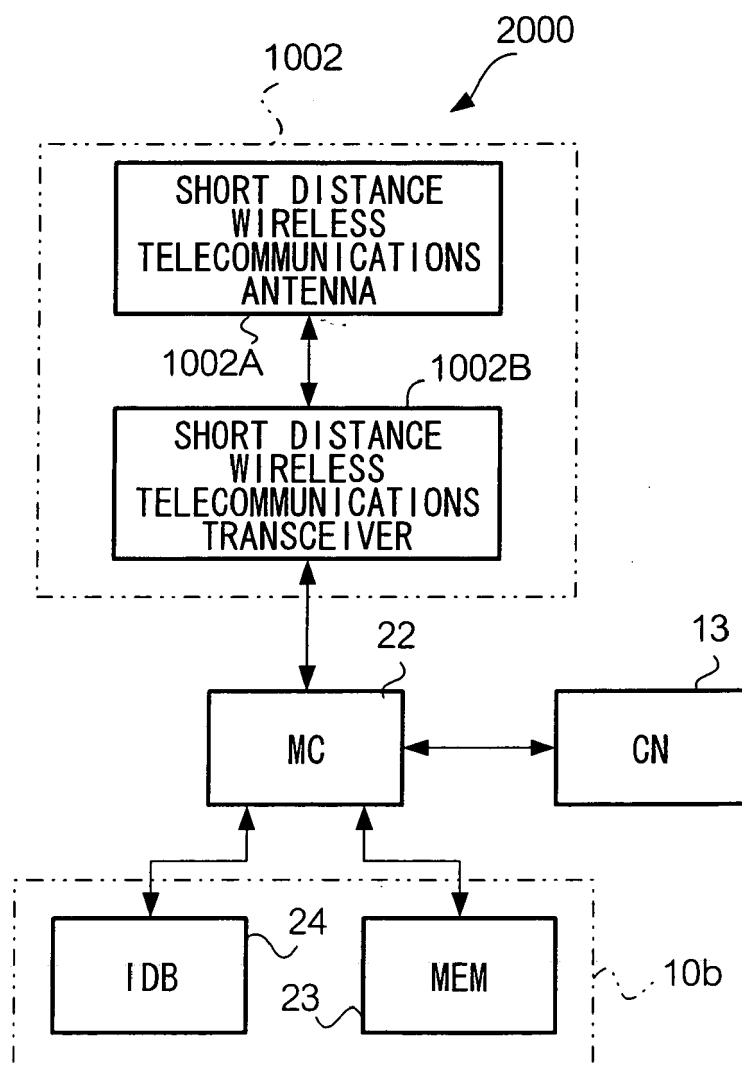 2000
1002
SHORT DISTANCE
WIRELESS
TELECOMMUNICATIONS
ANTENNA
1002A
1002B
SHORT DISTANCE
WIRELESS
TELECOMMUNICATIONS
TRANSCEIVER
22
13
MC
CN
24
IDB
MEM
10b
23